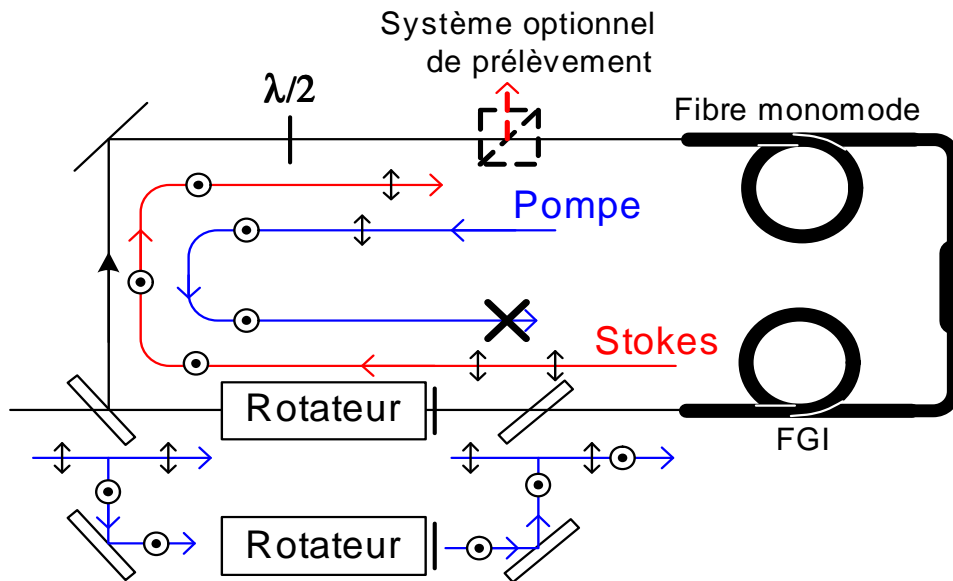 Système optionnel
de prélèvement
λ/2
Fibre monomode
Pompe
Stokes
Rotateur
FGI
Rotateur